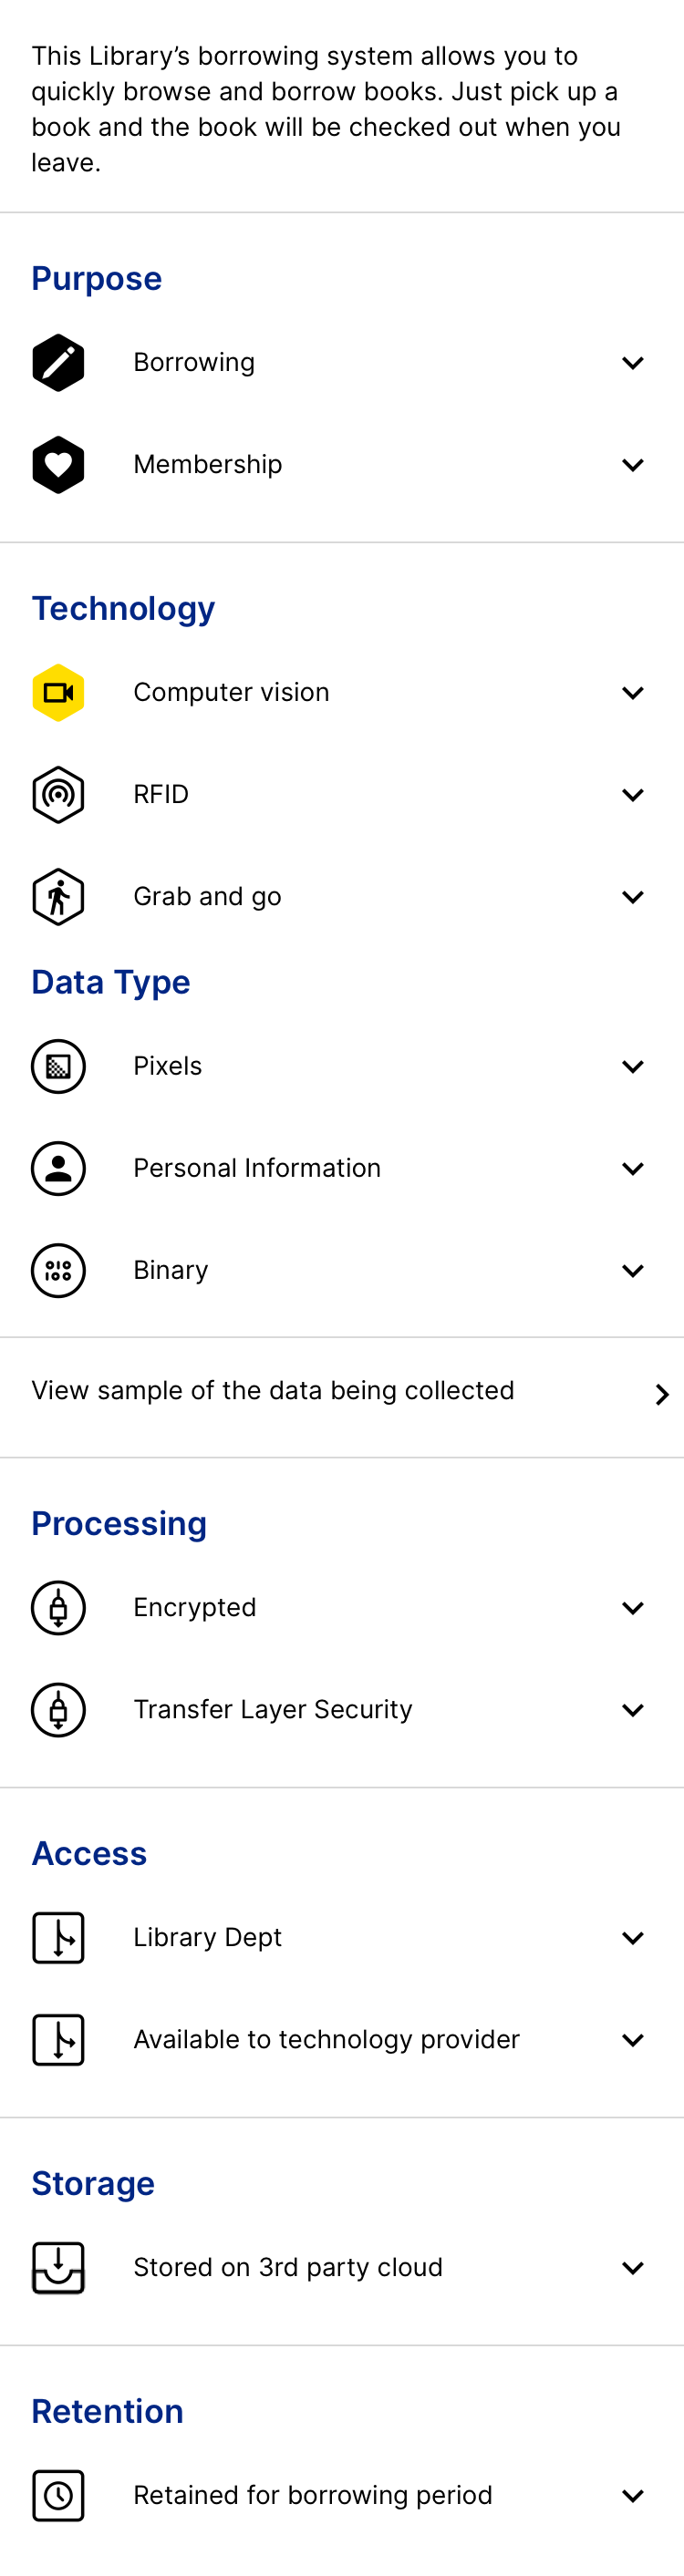 This Library’s borrowing system allows you to
quickly browse and borrow books. Just pick up a
book and the book will be checked out when you
leave.
Purpose
Borrowing
Membership
Technology
Computer vision
RFID
Grab and go
Data Type
Pixels
Personal Information
Binary
View sample of the data being collected
Processing
Encrypted
Transfer Layer Security
Access
Library Dept
Available to technology provider
Storage
Stored on 3rd party cloud
Retention
Retained for borrowing period